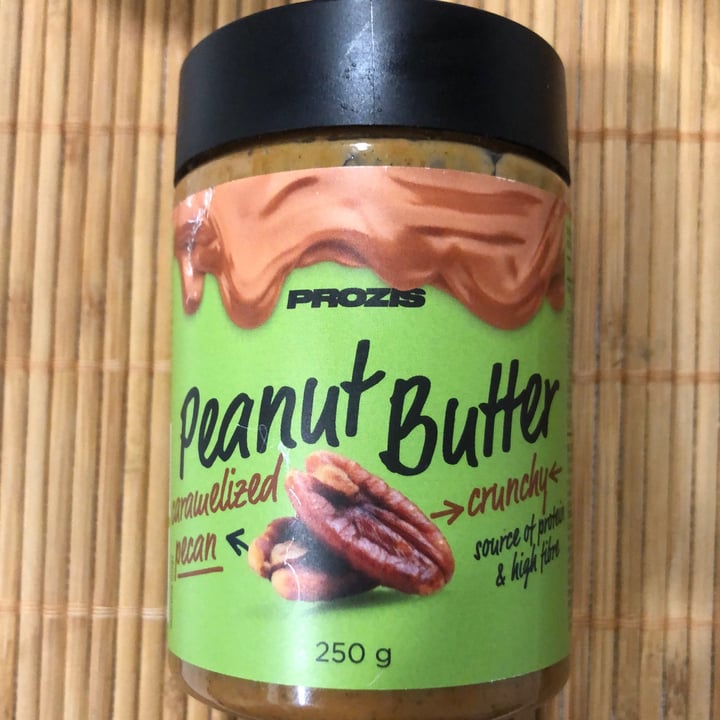 PROZIS
Peanut Butter
caramelized
pecan
crunchy
source of protein
& high fibre
250 g